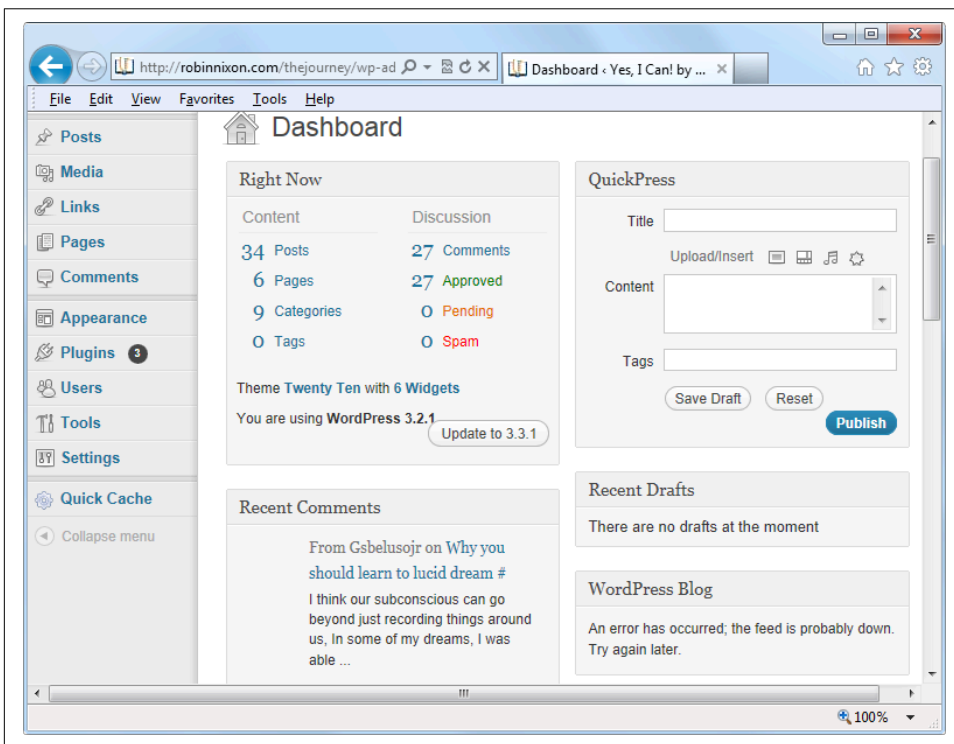 http://robinnixon.com/thejourney/wp-ad
Dashboard ‹ Yes, I Can! by ...
File Edit View Favorites Tools Help
Posts
Media
Links
Pages
Comments
Appearance
Plugins 3
Users
Tools
Settings
Quick Cache
Collapse menu
Dashboard
Right Now
Content Discussion
34 Posts 27 Comments
6 Pages 27 Approved
9 Categories 0 Pending
0 Tags 0 Spam
Theme Twenty Ten with 6 Widgets
You are using WordPress 3.2.1
Update to 3.3.1
Recent Comments
From Gsbelusojr on Why you
should learn to lucid dream #
I think our subconscious can go
beyond just recording things around
us, In some of my dreams, I was
able ...
QuickPress
Title
Upload/Insert
Content
Tags
Save Draft Reset
Publish
Recent Drafts
There are no drafts at the moment
WordPress Blog
An error has occurred; the feed is probably down.
Try again later.
100%